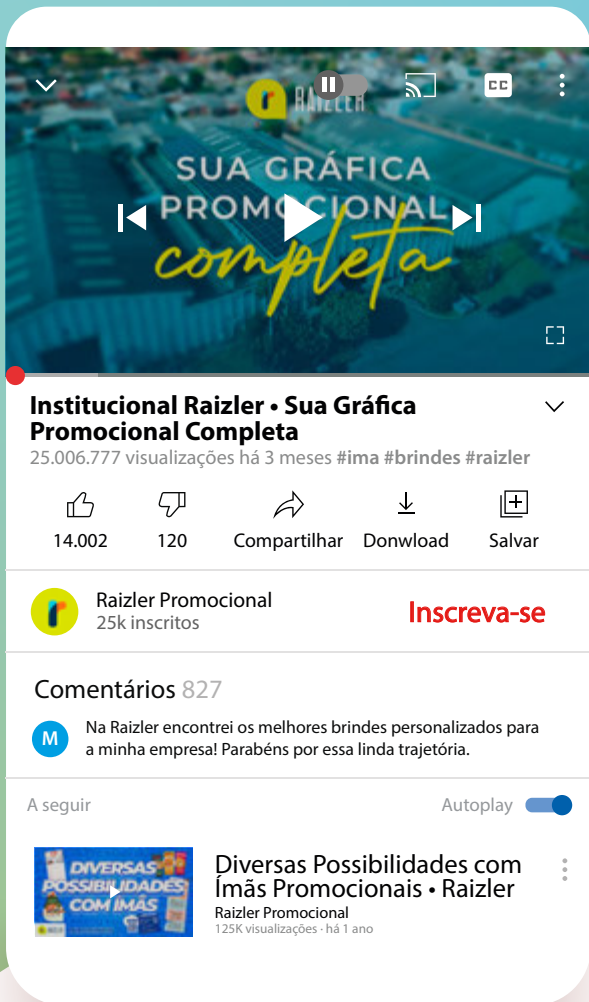 RAIZLER
CC
SUA GRÁFICA
PROMOCIONAL
completa
Institucional Raizler • Sua Gráfica
Promocional Completa
25.006.777 visualizações há 3 meses #ima #brindes #raizler
14.002
120
Compartilhar
Donwload
Salvar
Raizler Promocional
25k inscritos
Inscreva-se
Comentários 827
M
Na Raizler encontrei os melhores brindes personalizados para
a minha empresa! Parabéns por essa linda trajetória.
A seguir
Autoplay
DIVERSAS
POSSIBILIDADES
COM ÍMÃS
Diversas Possibilidades com
Ímãs Promocionais • Raizler
Raizler Promocional
125K visualizações · há 1 ano